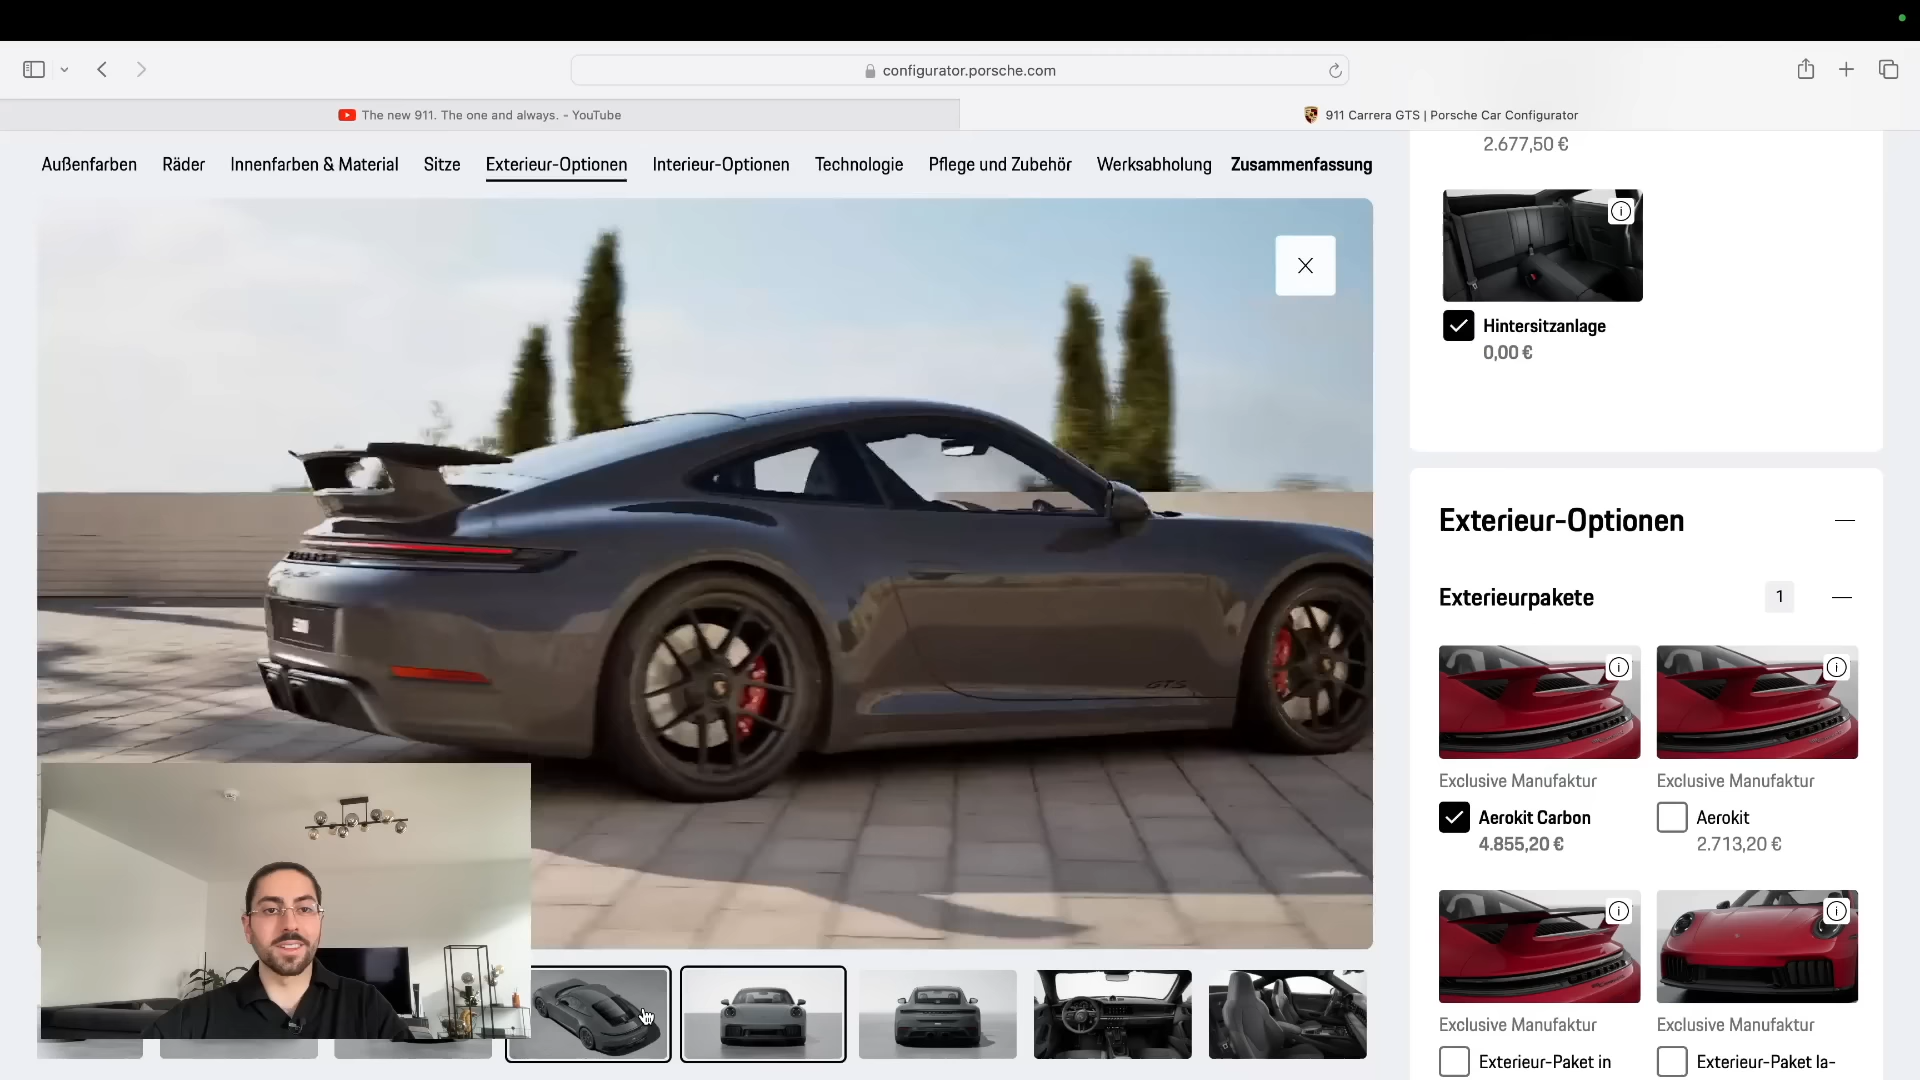 configurator.porsche.com
The new 911. The one and always. - YouTube
911 Carrera GTS | Porsche Car Configurator
Außenfarben
Räder
Innenfarben & Material
Sitze
Exterieur-Optionen
Interieur-Optionen
Technologie
Pflege und Zubehör
Werksabholung
Zusammenfassung
2.677,50 €
Hintersitzanlage
0,00 €
Exterieur-Optionen
Exterieurpakete
1
Exclusive Manufaktur
Aerokit Carbon
4.855,20 €
Exclusive Manufaktur
Aerokit
2.713,20 €
Exclusive Manufaktur
Exterieur-Paket in
Exclusive Manufaktur
Exterieur-Paket la-
GTS